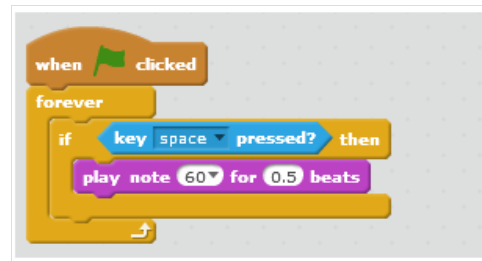 when clicked
forever
if key space pressed? then
play note 60 for 0.5 beats